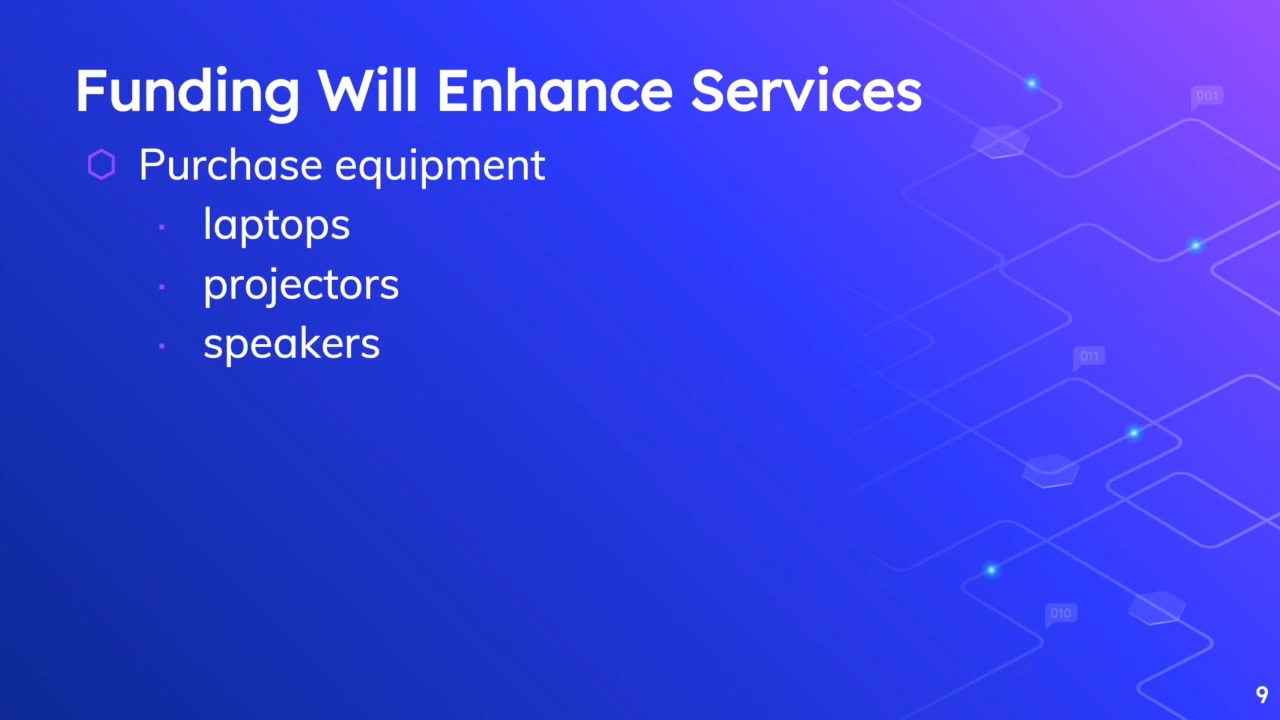 Funding Will Enhance Services
Purchase equipment
laptops
projectors
speakers
001
011
010
9